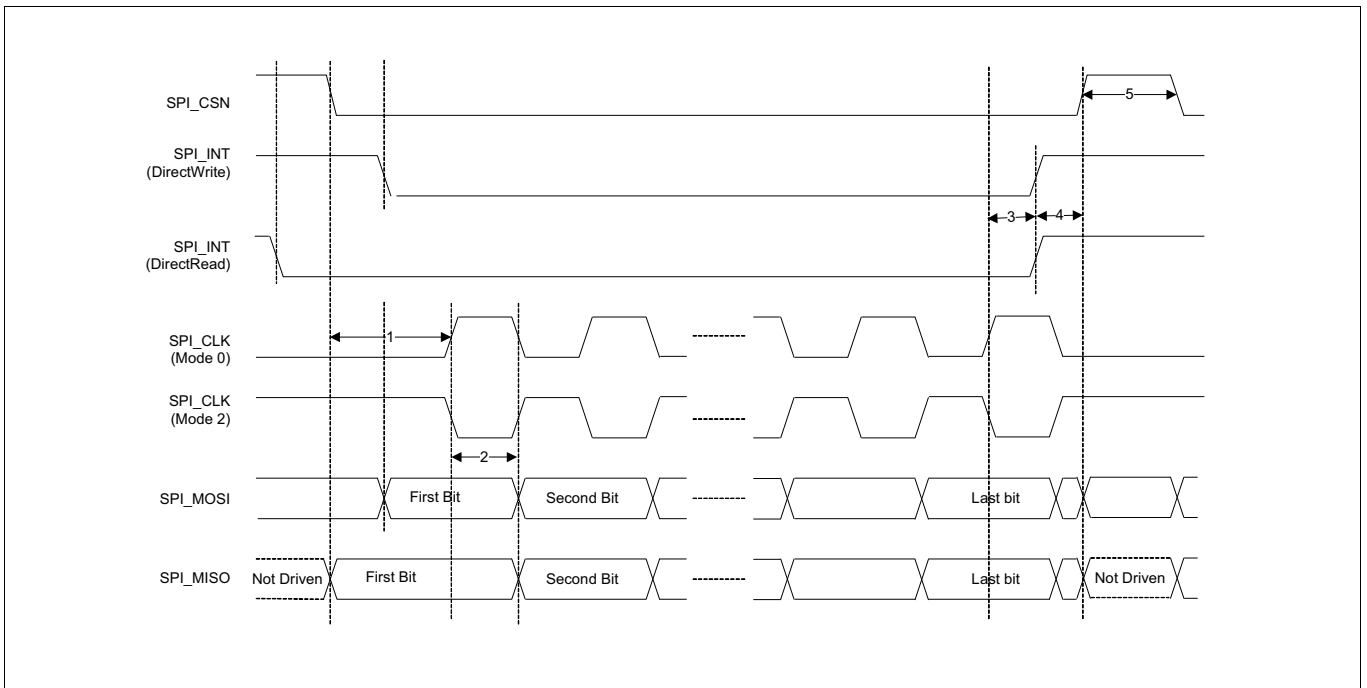 SPI_CSN
5
SPI_INT
(DirectWrite)
3
4
SPI_INT
(DirectRead)
1
SPI_CLK
(Mode 0)
SPI_CLK
(Mode 2)
2
SPI_MOSI
First Bit
Second Bit
Last bit
SPI_MISO
Not Driven
First Bit
Second Bit
Last bit
Not Driven